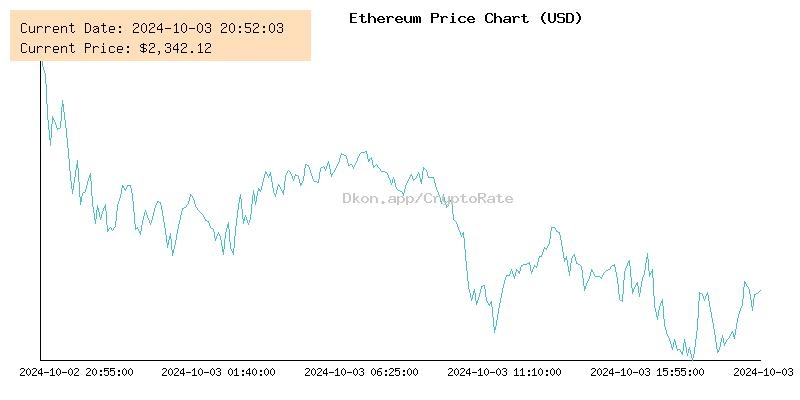 Ethereum Price Chart (USD)
Current Date: 2024-10-03 20:52:03
Current Price: $2,342.12
Dkon.app/CryptoRate
2024-10-02 20:55:00 2024-10-03 01:40:00 2024-10-03 06:25:00 2024-10-03 11:10:00 2024-10-03 15:55:00 2024-10-03